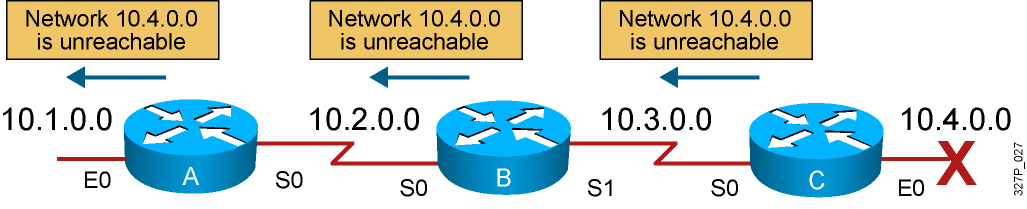 Network 10.4.0.0
is unreachable
Network 10.4.0.0
is unreachable
Network 10.4.0.0
is unreachable
10.1.0.0
10.2.0.0
10.3.0.0
10.4.0.0
E0
A
S0
S0
B
S1
S0
C
E0
X
327P_027